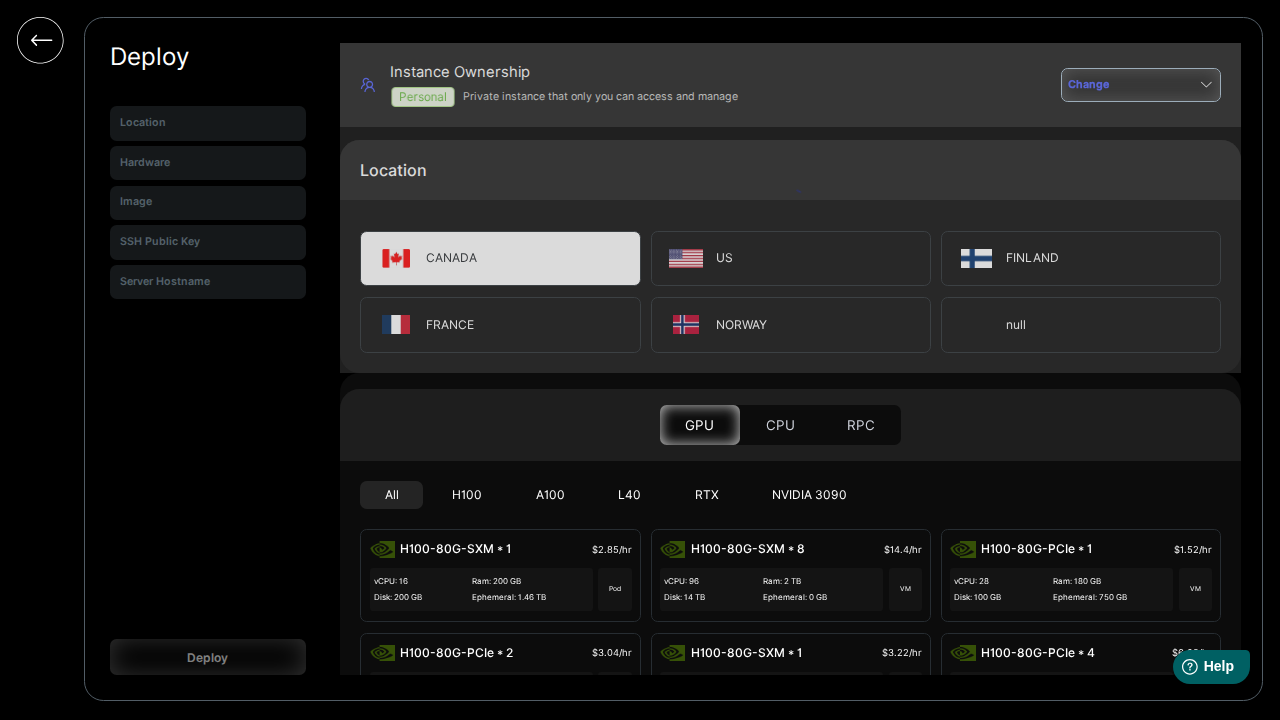 Deploy
Location
Hardware
Image
SSH Public Key
Server Hostname
Deploy
Instance Ownership
Personal Private instance that only you can access and manage
Change
Location
CANADA
US
FINLAND
FRANCE
NORWAY
null
GPU CPU RPC
All H100 A100 L40 RTX NVIDIA 3090
H100-80G-SXM * 1 $2.85/hr
vCPU: 16 Ram: 200 GB
Disk: 200 GB Ephemeral: 1.46 TB
Pod
H100-80G-SXM * 8 $14.4/hr
vCPU: 96 Ram: 2 TB
Disk: 14 TB Ephemeral: 0 GB
VM
H100-80G-PCIe * 1 $1.52/hr
vCPU: 28 Ram: 180 GB
Disk: 100 GB Ephemeral: 750 GB
VM
H100-80G-PCIe * 2 $3.04/hr
H100-80G-SXM * 1 $3.22/hr
H100-80G-PCIe * 4
Help